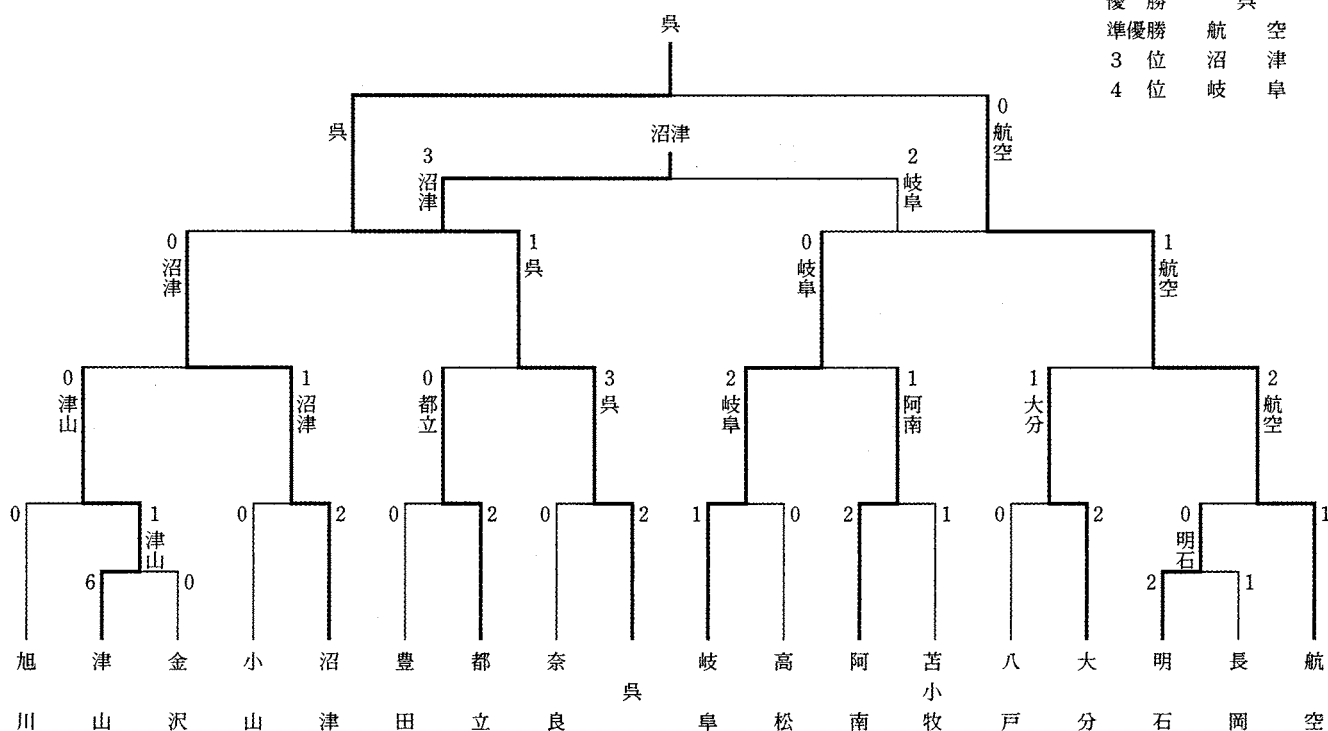 優勝 呉
準優勝 航空
3位 沼津
4位 岐阜
呉
0
呉
航空
沼津
3
2
沼津
岐阜
0
1
0
1
沼津
呉
岐阜
航空
0
1
0
3
2
1
1
2
津山
沼津
都立
呉
岐阜
阿南
大分
航空
0
1
0
2
0
2
0
2
1
0
2
1
0
2
0
1
津山
明石
6
0
2
1
旭川
津山
金沢
小山
沼津
豊田
都立
奈良
呉
岐阜
高松
阿南
苫小牧
八戸
大分
明石
長岡
航空